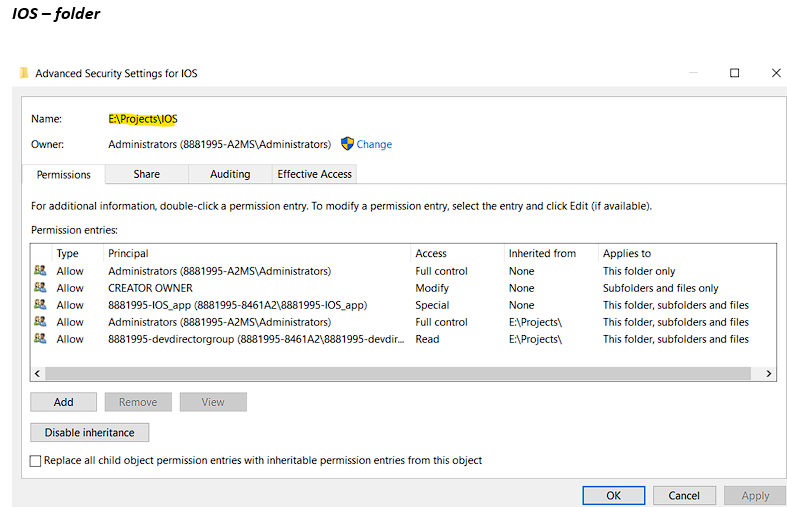 IOS – folder
Advanced Security Settings for IOS
Name: E:\Projects\IOS
Owner: Administrators (8881995-A2MS\Administrators) Change
Permissions Share Auditing Effective Access
For additional information, double-click a permission entry. To modify a permission entry, select the entry and click Edit (if available).
Permission entries:
Type Principal Access Inherited from Applies to
Allow Administrators (8881995-A2MS\Administrators) Full control None This folder only
Allow CREATOR OWNER Modify None Subfolders and files only
Allow 8881995-IOS_app (8881995-8461A2\8881995-IOS_app) Special None This folder, subfolders and files
Allow Administrators (8881995-A2MS\Administrators) Full control E:\Projects\ This folder, subfolders and files
Allow 8881995-devdirectorgroup (8881995-8461A2\8881995-devdir... Read E:\Projects\ This folder, subfolders and files
Add Remove View
Disable inheritance
Replace all child object permission entries with inheritable permission entries from this object
OK Cancel Apply